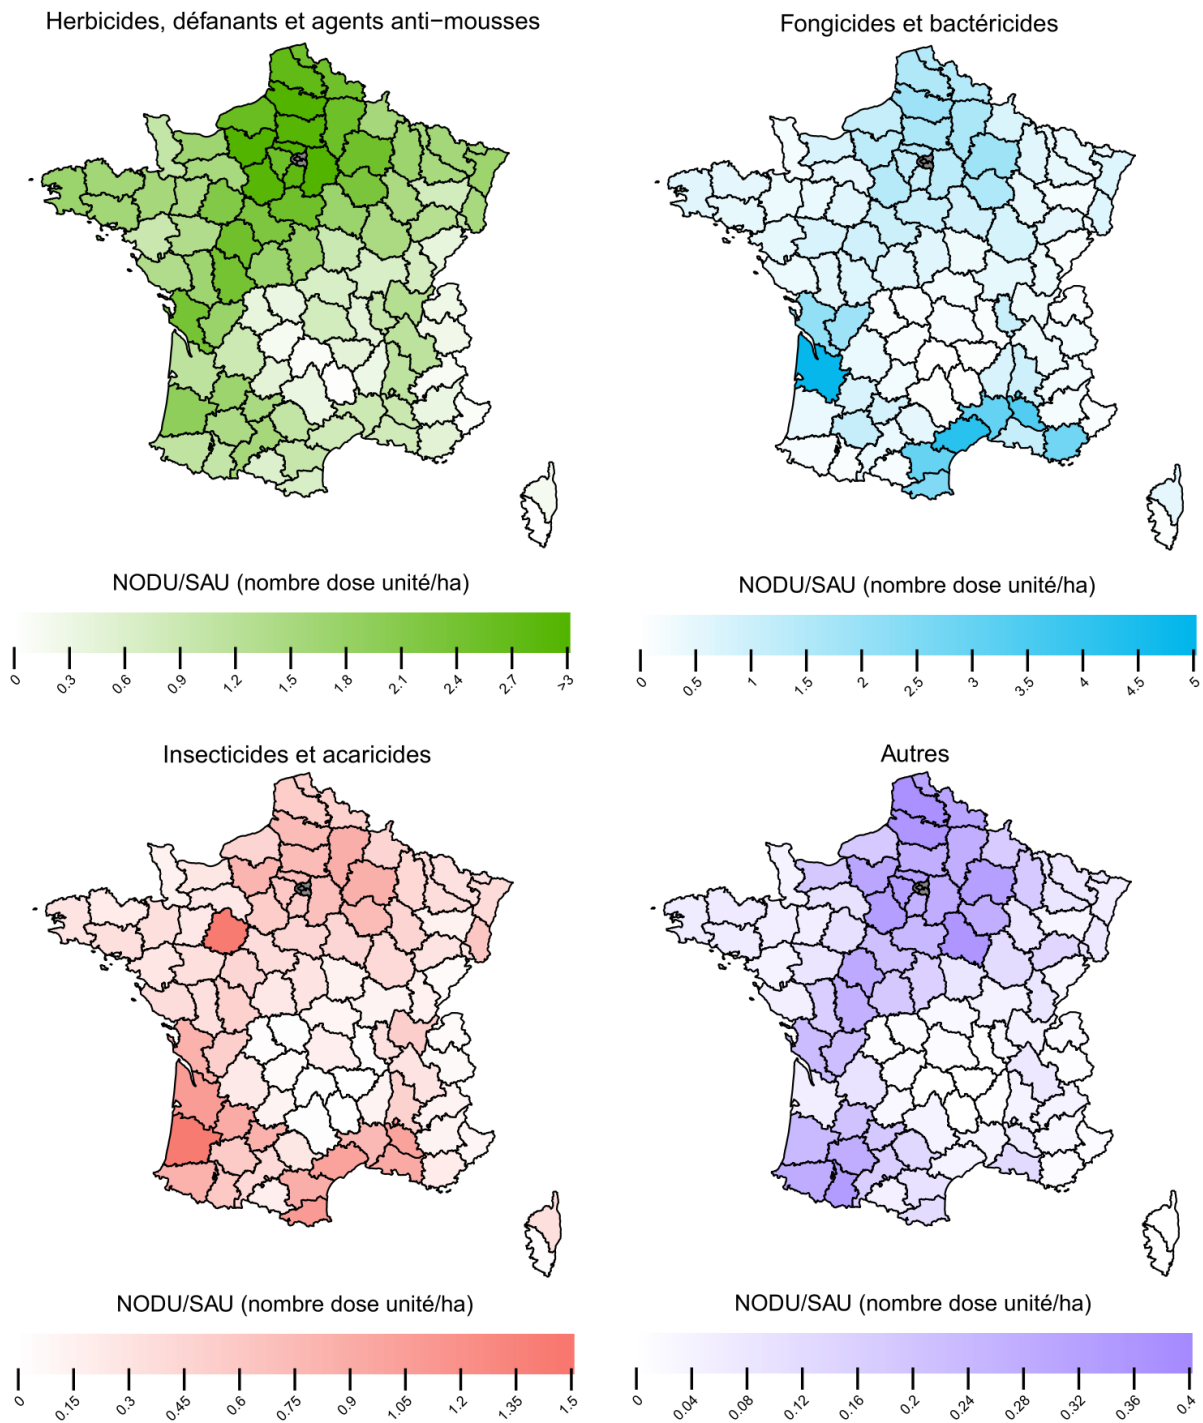 Herbicides, défanants et agents anti−mousses
Fongicides et bactéricides
NODU/SAU (nombre dose unité/ha)
0 0.3 0.6 0.9 1.2 1.5 1.8 2.1 2.4 2.7 >3
NODU/SAU (nombre dose unité/ha)
0 0.5 1 1.5 2 2.5 3 3.5 4 4.5 5
Insecticides et acaricides
Autres
NODU/SAU (nombre dose unité/ha)
0 0.15 0.3 0.45 0.6 0.75 0.9 1.05 1.2 1.35 1.5
NODU/SAU (nombre dose unité/ha)
0 0.04 0.08 0.12 0.16 0.2 0.24 0.28 0.32 0.36 0.4